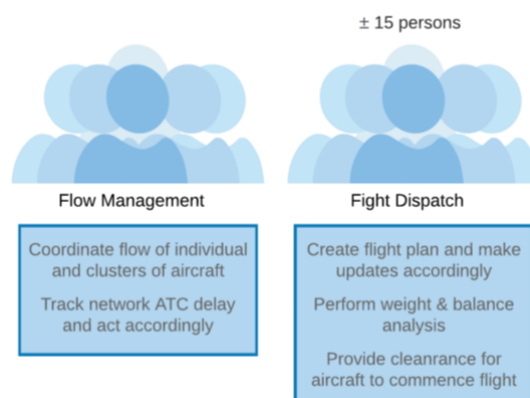 ± 15 persons
Flow Management
Fight Dispatch
Coordinate flow of individual
and clusters of aircraft
Track network ATC delay
and act accordingly
Create flight plan and make
updates accordingly
Perform weight & balance
analysis
Provide cleanrance for
aircraft to commence flight